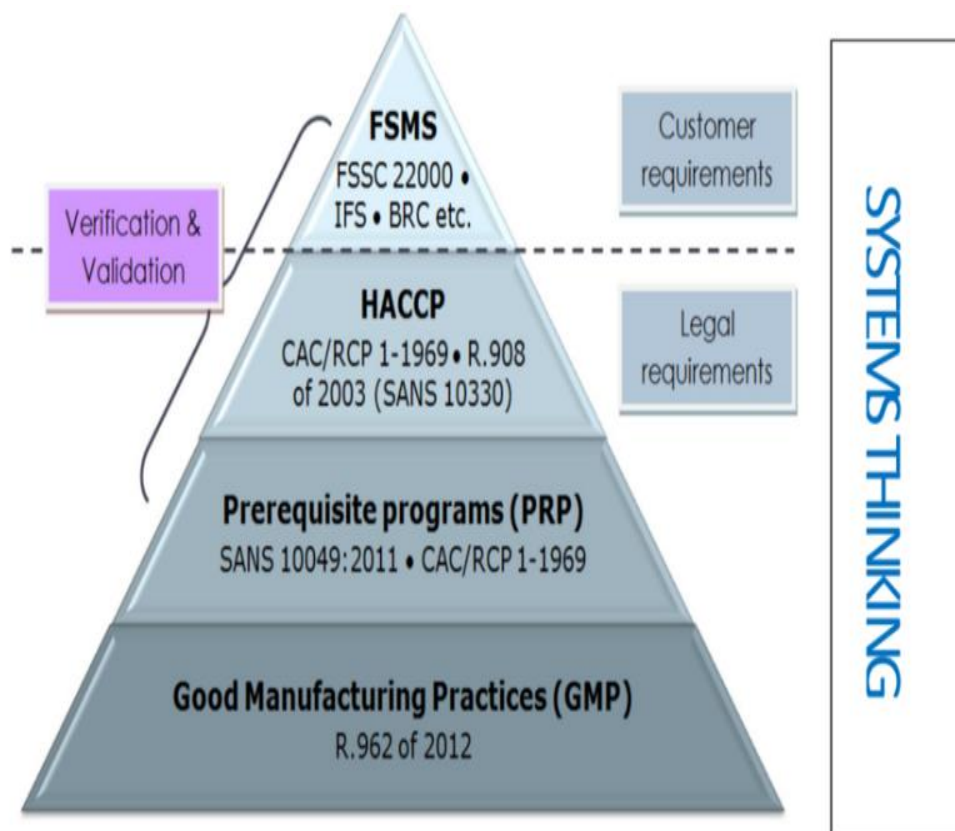 FSMS
FSSC 22000 •
IFS • BRC etc.
Customer
requirements
Verification &
Validation
HACCP
CAC/RCP 1-1969 • R.908
of 2003 (SANS 10330)
Legal
requirements
Prerequisite programs (PRP)
SANS 10049:2011 • CAC/RCP 1-1969
Good Manufacturing Practices (GMP)
R.962 of 2012
SYSTEMS THINKING